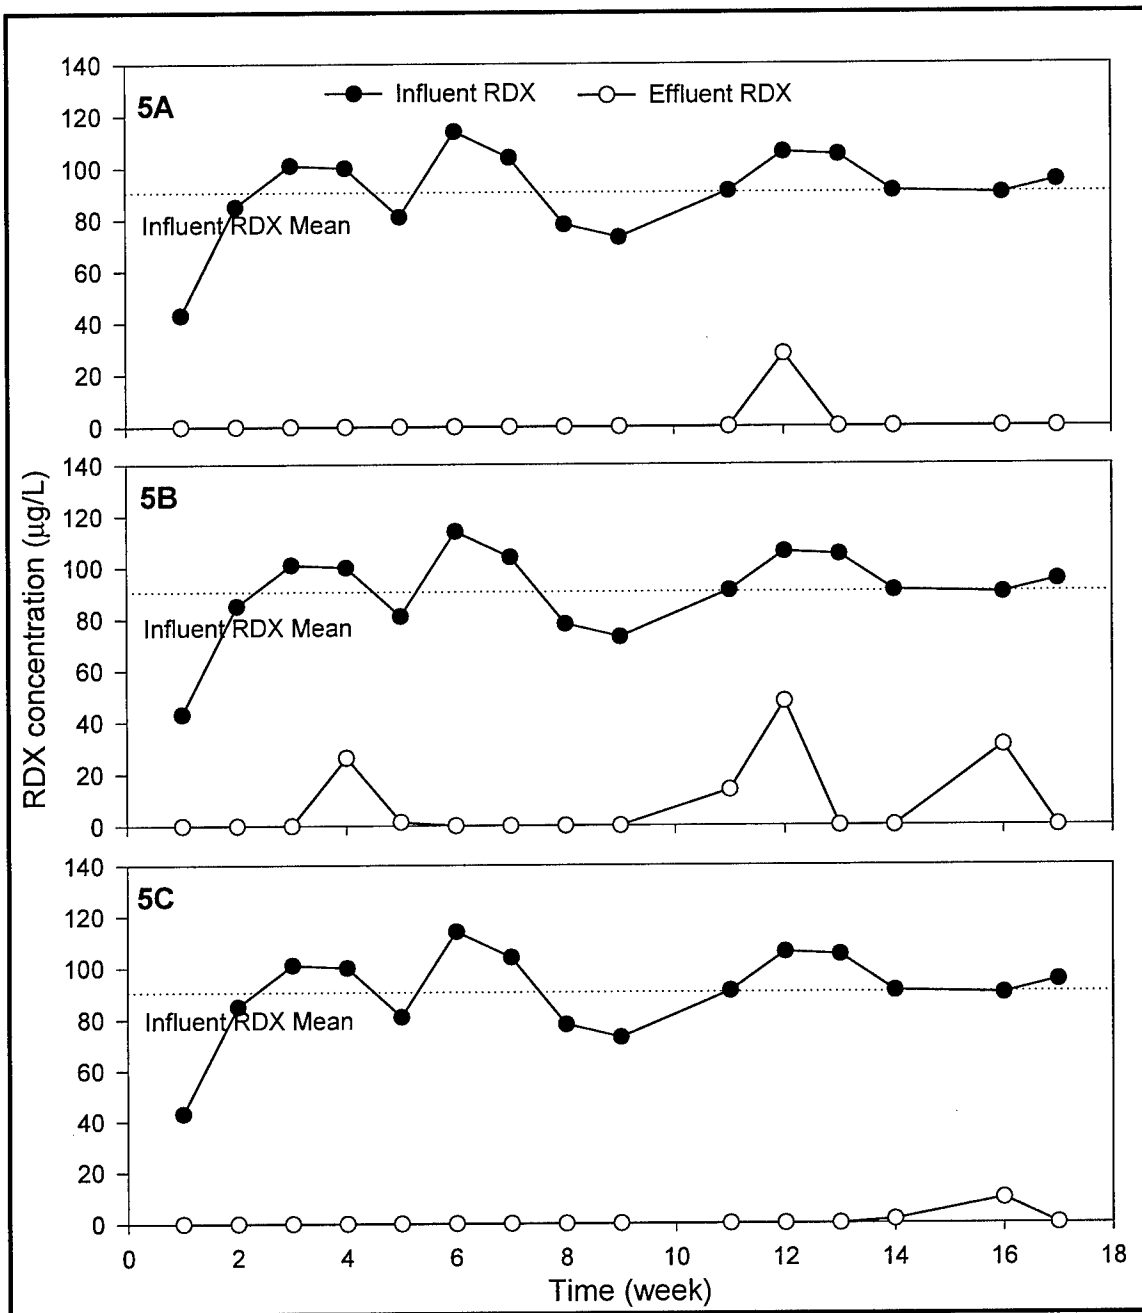 140
120
100
80
60
40
20
0
5A
Influent RDX
Effluent RDX
Influent RDX Mean
RDX concentration (µg/L)
140
120
100
80
60
40
20
0
5B
Influent RDX Mean
140
120
100
80
60
40
20
0
5C
Influent RDX Mean
0 2 4 6 8 10 12 14 16 18
Time (week)